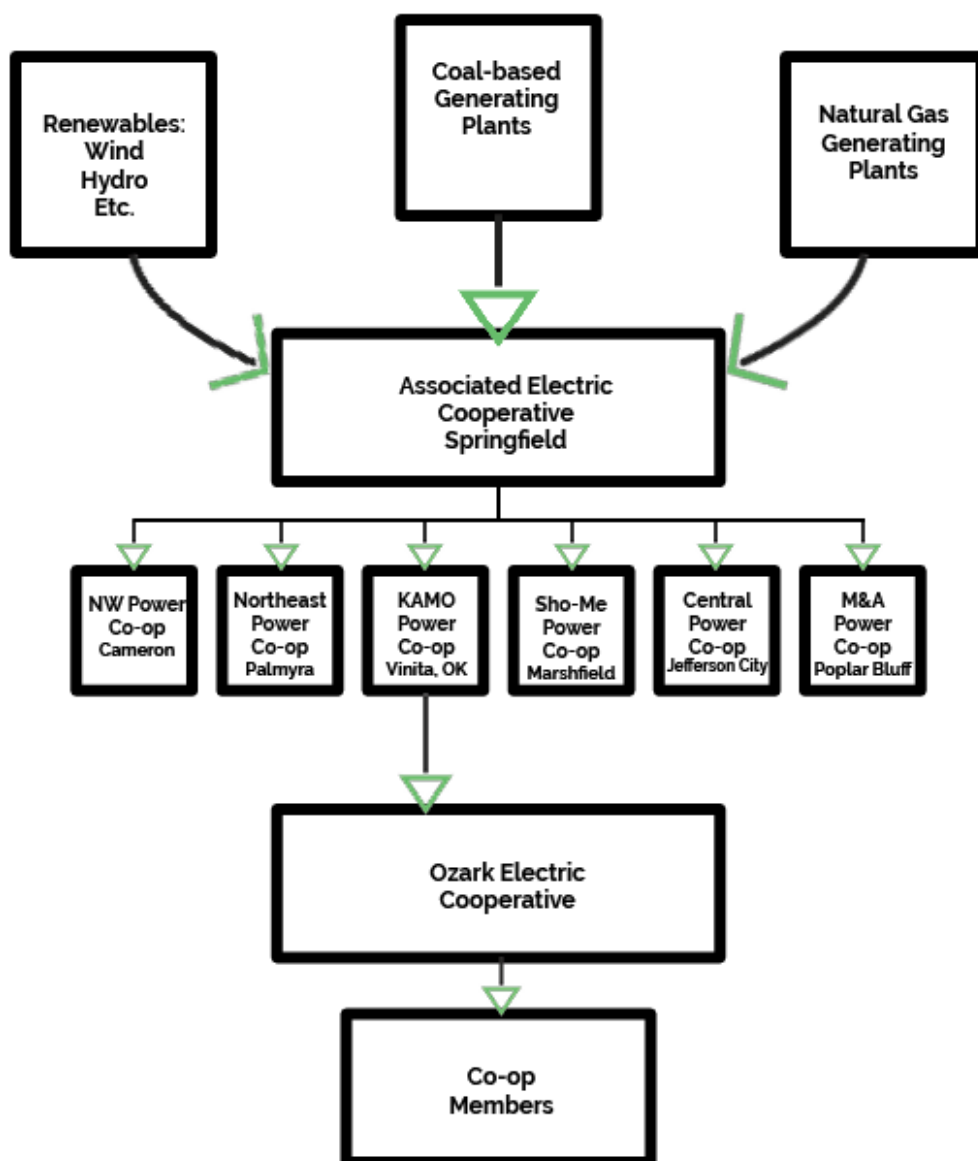 Renewables:
Wind
Hydro
Etc.
Coal-based
Generating
Plants
Natural Gas
Generating
Plants
Associated Electric
Cooperative
Springfield
NW Power
Co-op
Cameron
Northeast
Power
Co-op
Palmyra
KAMO
Power
Co-op
Vinita, OK
Sho-Me
Power
Co-op
Marshfield
Central
Power
Co-op
Jefferson City
M&A
Power
Co-op
Poplar Bluff
Ozark Electric
Cooperative
Co-op
Members